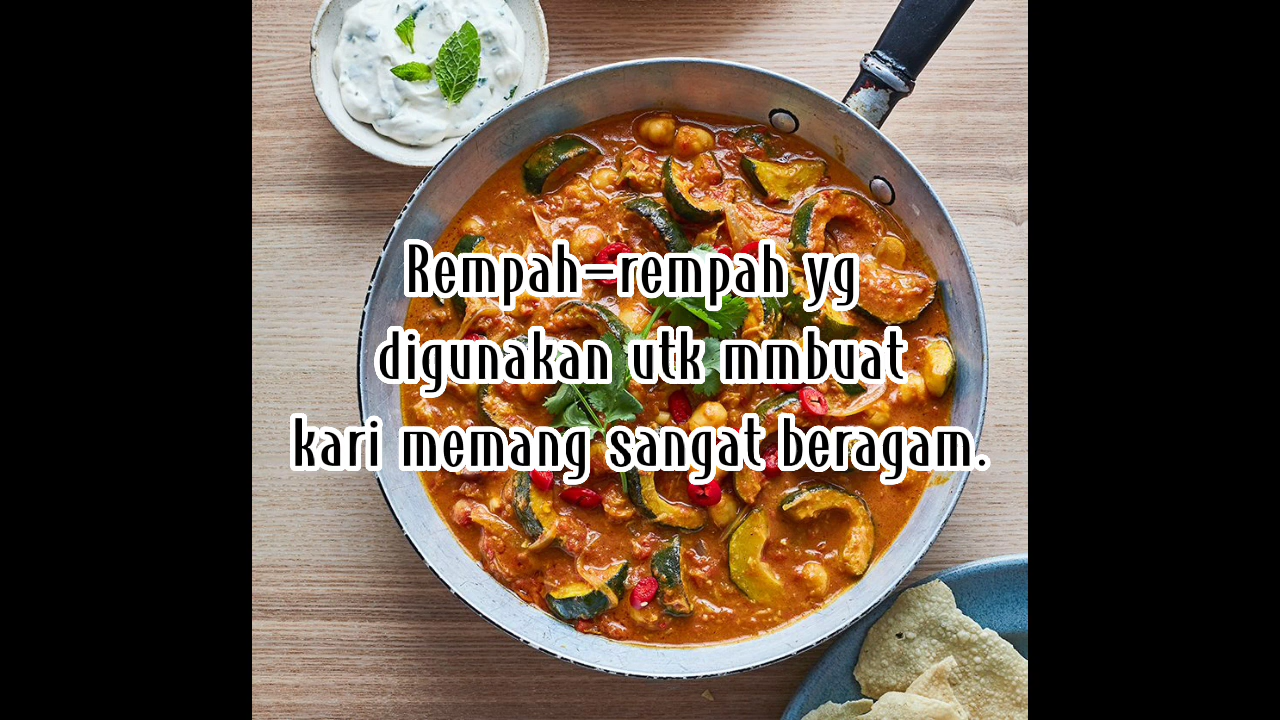 Rempah-rempah yg
digunakan utk mmbuat
kari memang sangat beragam.